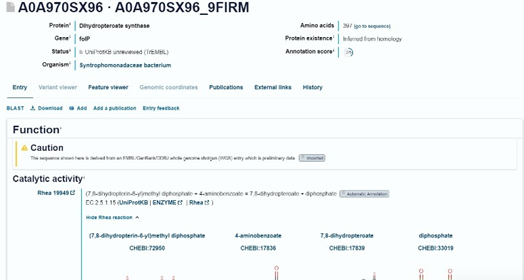 A0A970SX96 · A0A970SX96_9FIRM
Protein Dihydropteroate synthase
Amino acids 397 (go to sequence)
Gene folP
Protein existence Inferred from homology
Status UniProtKB unreviewed (TrEMBL)
Annotation score
Organism Syntrophomonadaceae bacterium
Entry Variant viewer Feature viewer Genomic coordinates Publications External links History
BLAST Download Add Add a publication Entry feedback
Function
Caution
The sequence shown here is derived from an EMBL/GenBank/DDBJ whole genome shotgun (WGS) entry which is preliminary data. Imported
Catalytic activity
Rhea 19949 (7,8-dihydropterin-6-yl)methyl diphosphate + 4-aminobenzoate = 7,8-dihydropteroate + diphosphate Automatic Annotation
EC:2.5.1.15 (UniProtKB | ENZYME | Rhea )
Hide Rhea reaction
(7,8-dihydropterin-6-yl)methyl diphosphate 4-aminobenzoate 7,8-dihydropteroate diphosphate
CHEBI:72950 CHEBI:17836 CHEBI:17839 CHEBI:33019